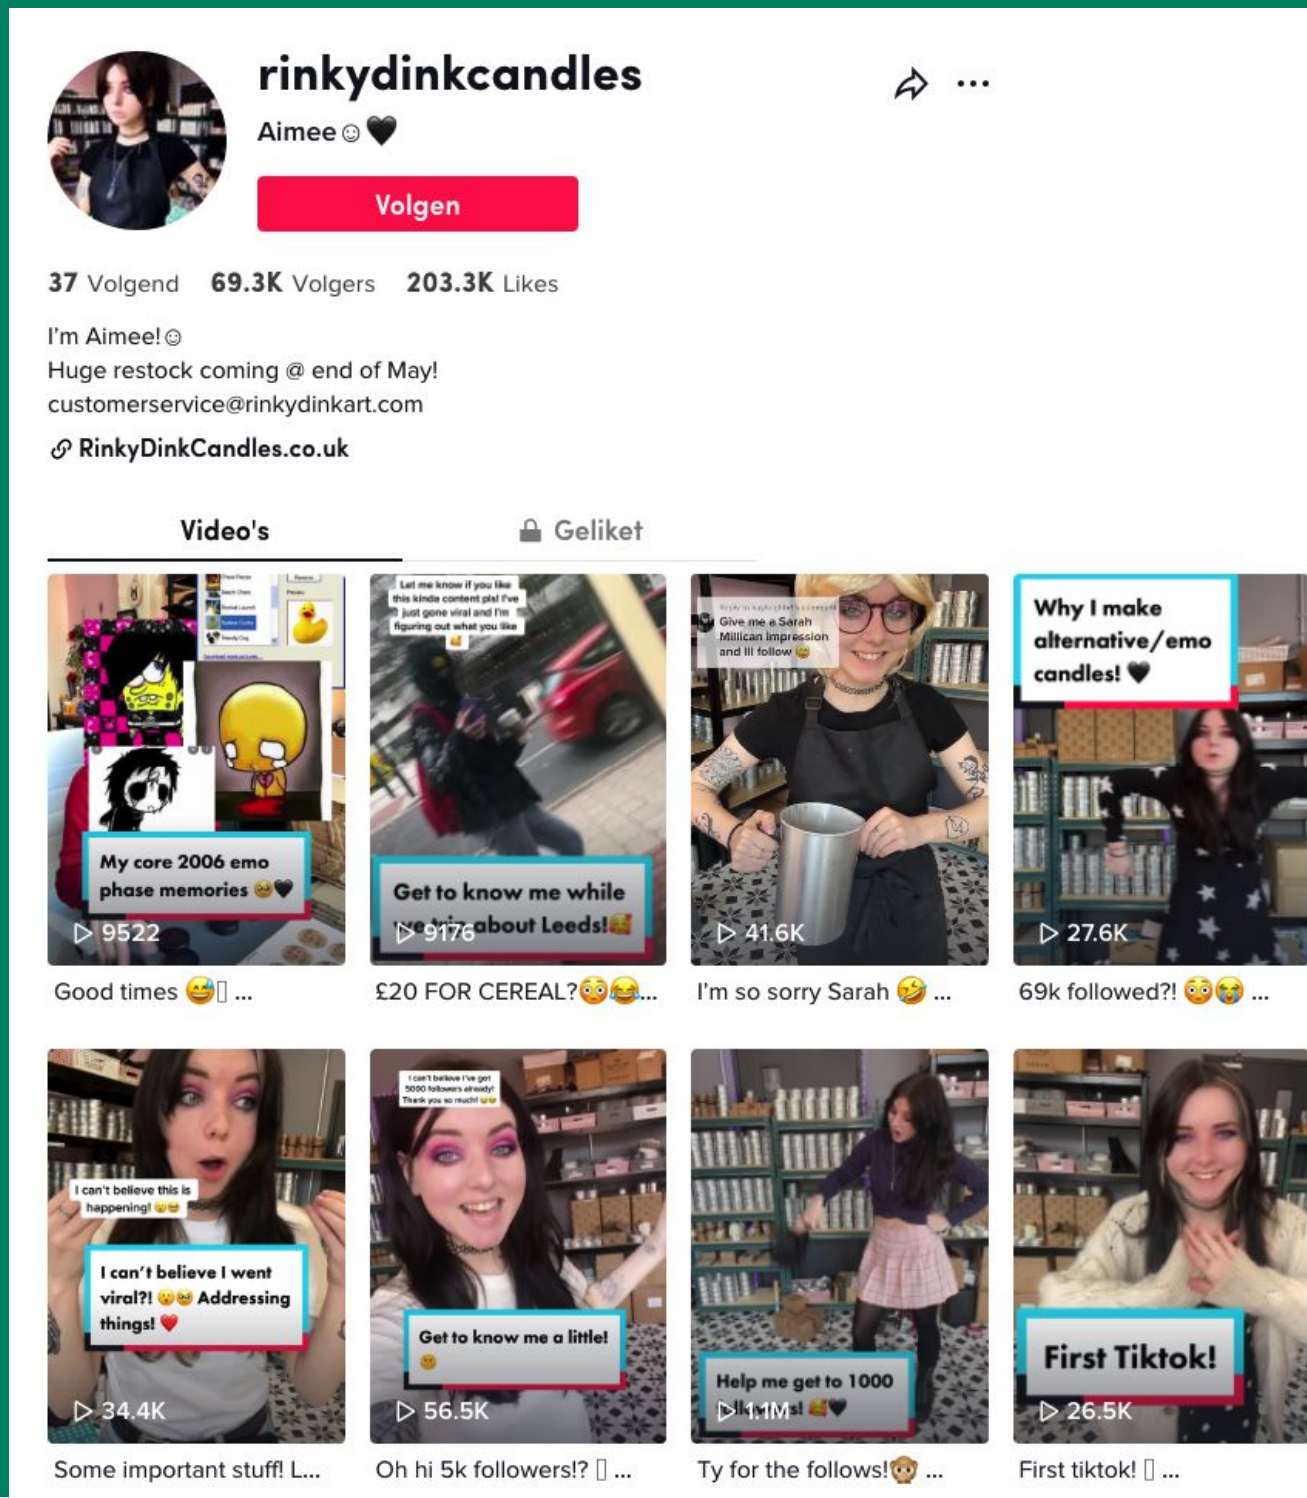 rinkydinkcandles
Aimee☺🖤
Volgen
37 Volgend 69.3K Volgers 203.3K Likes
I'm Aimee!☺
Huge restock coming @ end of May!
customerservice@rinkydinkart.com
RinkyDinkCandles.co.uk
Video's
Geliket
My core 2006 emo
phase memories 🥹🖤
9522
Good times 😅 ...
Let me know if you like
this kinda content pls! I've
just gone viral and I'm
figuring out what you like
🥰
Get to know me while
we trip about Leeds!🥰
9176
£20 FOR CEREAL?😳😂...
Give me a Sarah
Millican impression
and Ill follow 😅
41.6K
I'm so sorry Sarah 🤣 ...
Why I make
alternative/emo
candles! 🖤
27.6K
69k followed?! 😳😭 ...
I can't believe this is
happening! 😮🥹
I can't believe I went
viral?! 😮🥹 Addressing
things! ❤️
34.4K
Some important stuff! L...
I can't believe I've got
5000 followers already!
Thank you so much! 🥹🥹
Get to know me a little!
😊
56.5K
Oh hi 5k followers!? ...
Help me get to 1000
followers! 🥰🖤
1.1M
Ty for the follows!🙊 ...
First Tiktok!
26.5K
First tiktok! ...